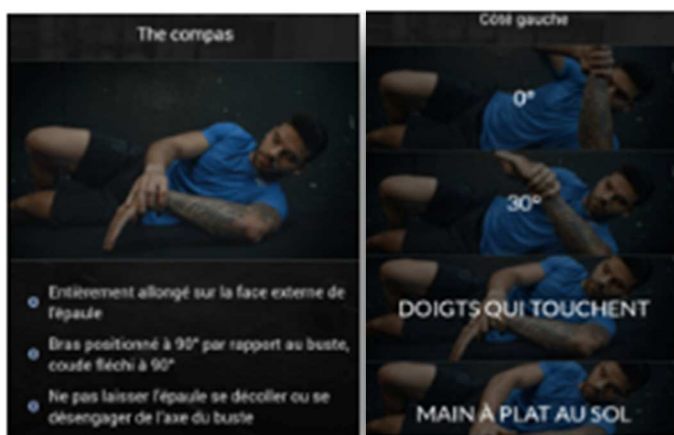 The compas
Entièrement allongé sur la face externe de
l'épaule
Bras positionné à 90° par rapport au buste,
coude fléchi à 90°
Ne pas laisser l'épaule se décoller ou se
désengager de l'axe du buste
Côté gauche
0°
30°
DOIGTS QUI TOUCHENT
MAIN À PLAT AU SOL